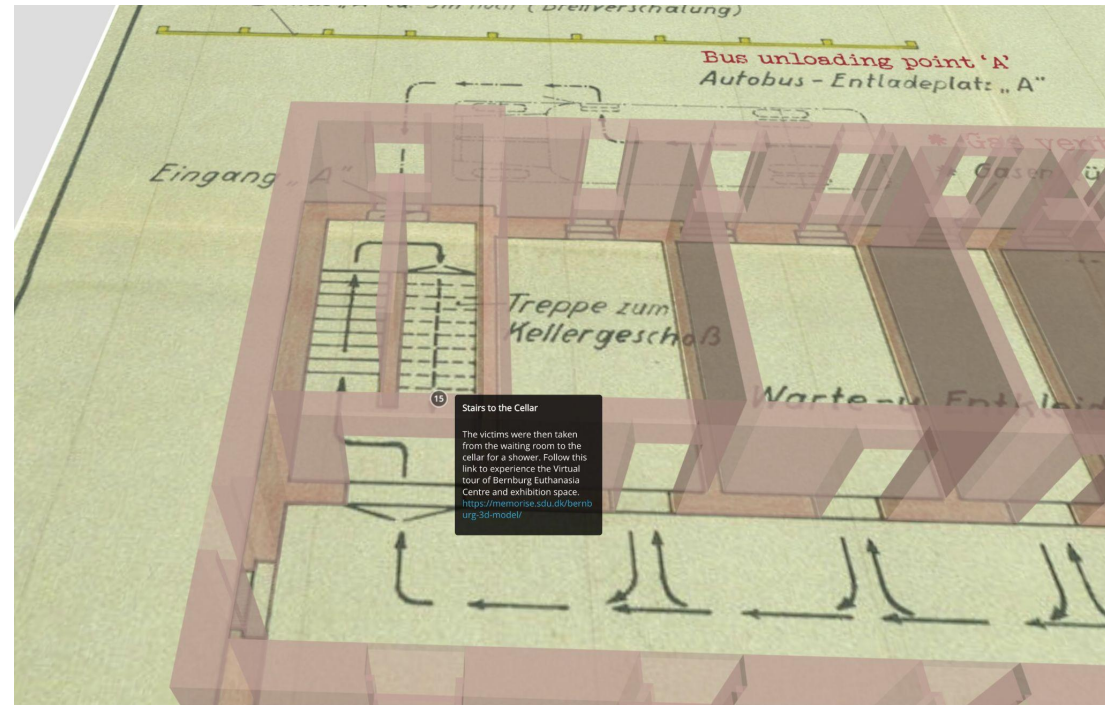 (Bretterverschalung)
Bus unloading point ‘A’
Autobus - Entladeplatz „A“
* Gas
*
Eingang „A“
Treppe zum
Kellergeschoß
Warte-u. Entkleid
15
Stairs to the Cellar
The victims were then taken
from the waiting room to the
cellar for a shower. Follow this
link to experience the Virtual
tour of Bernburg Euthanasia
Centre and exhibition space.
https://memorise.sdu.dk/bernb
urg-3d-model/